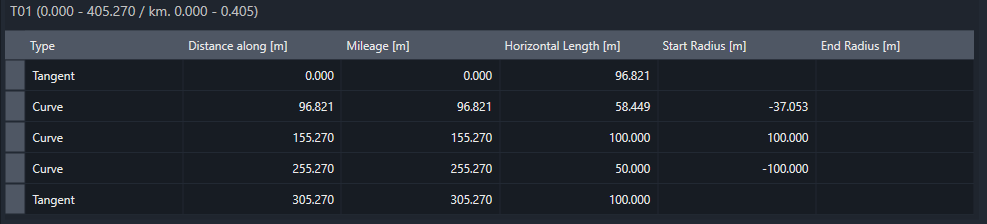 T01 (0.000 - 405.270 / km. 0.000 - 0.405)
Type Distance along [m] Mileage [m] Horizontal Length [m] Start Radius [m] End Radius [m]
Tangent 0.000 0.000 96.821
Curve 96.821 96.821 58.449 -37.053
Curve 155.270 155.270 100.000 100.000
Curve 255.270 255.270 50.000 -100.000
Tangent 305.270 305.270 100.000